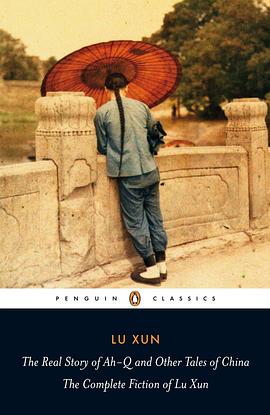 PENGUIN CLASSICS
LU XUN
The Real Story of Ah–Q and Other Tales of China
The Complete Fiction of Lu Xun